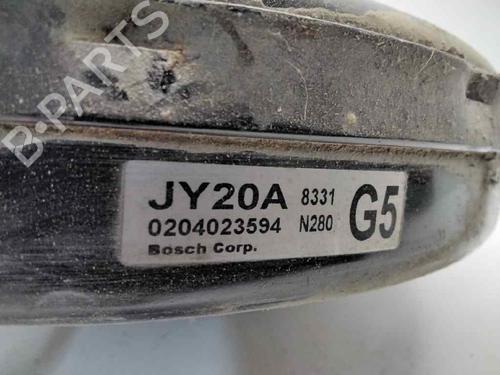 B-PARTS
JY20A 8331
0204023594 N280 G5
Bosch Corp.